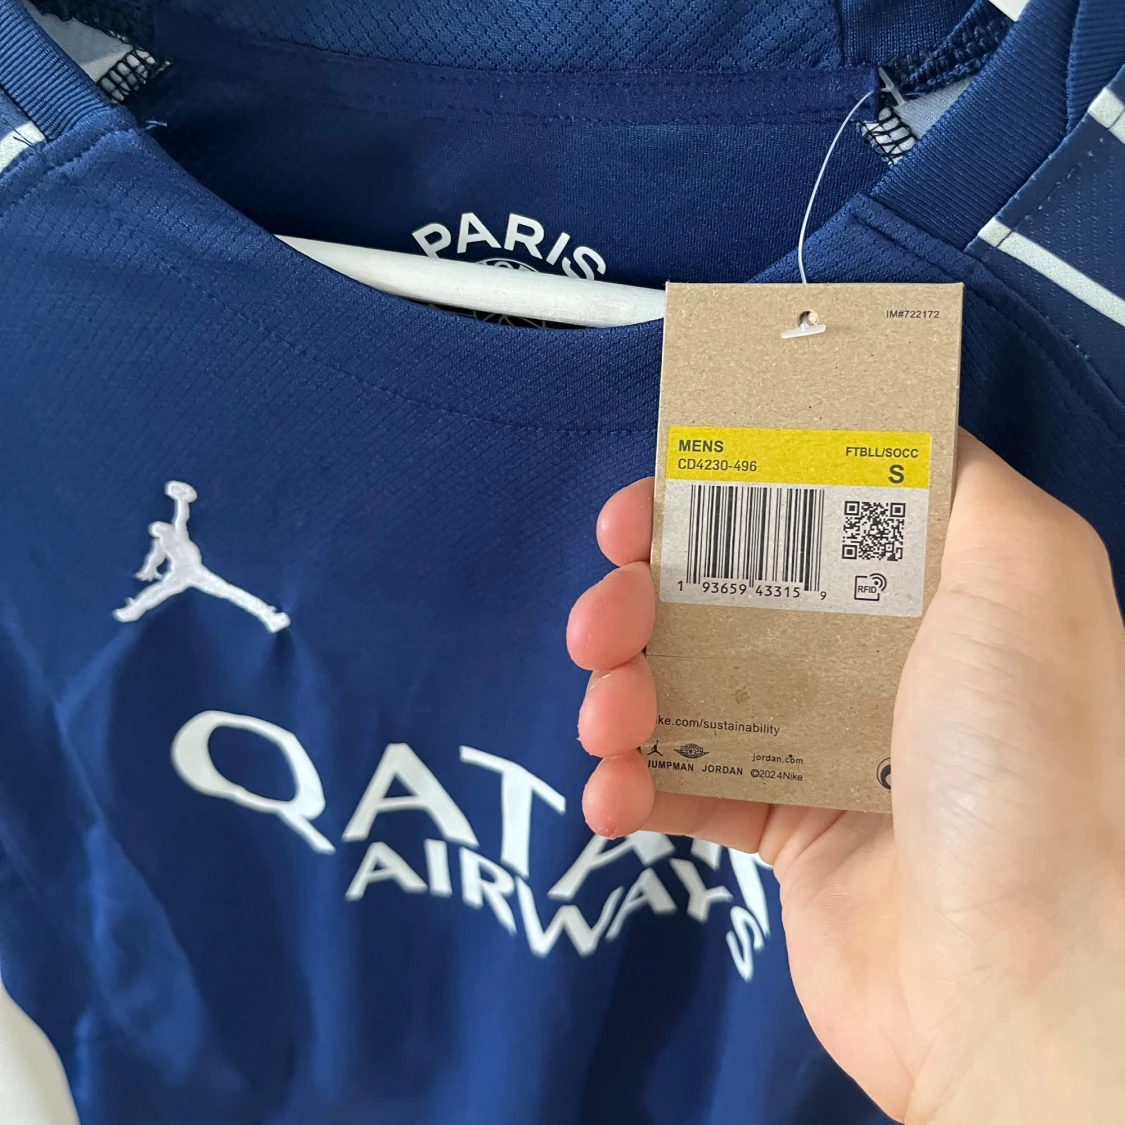 PARIS
IM#722172
MENS
FTBLL/SOCC
CD4230-496
S
1 93659 43315 9
RFID
ke.com/sustainability
jordan.com
JUMPMAN JORDAN ©2024Nike
QATAR
AIRWAYS